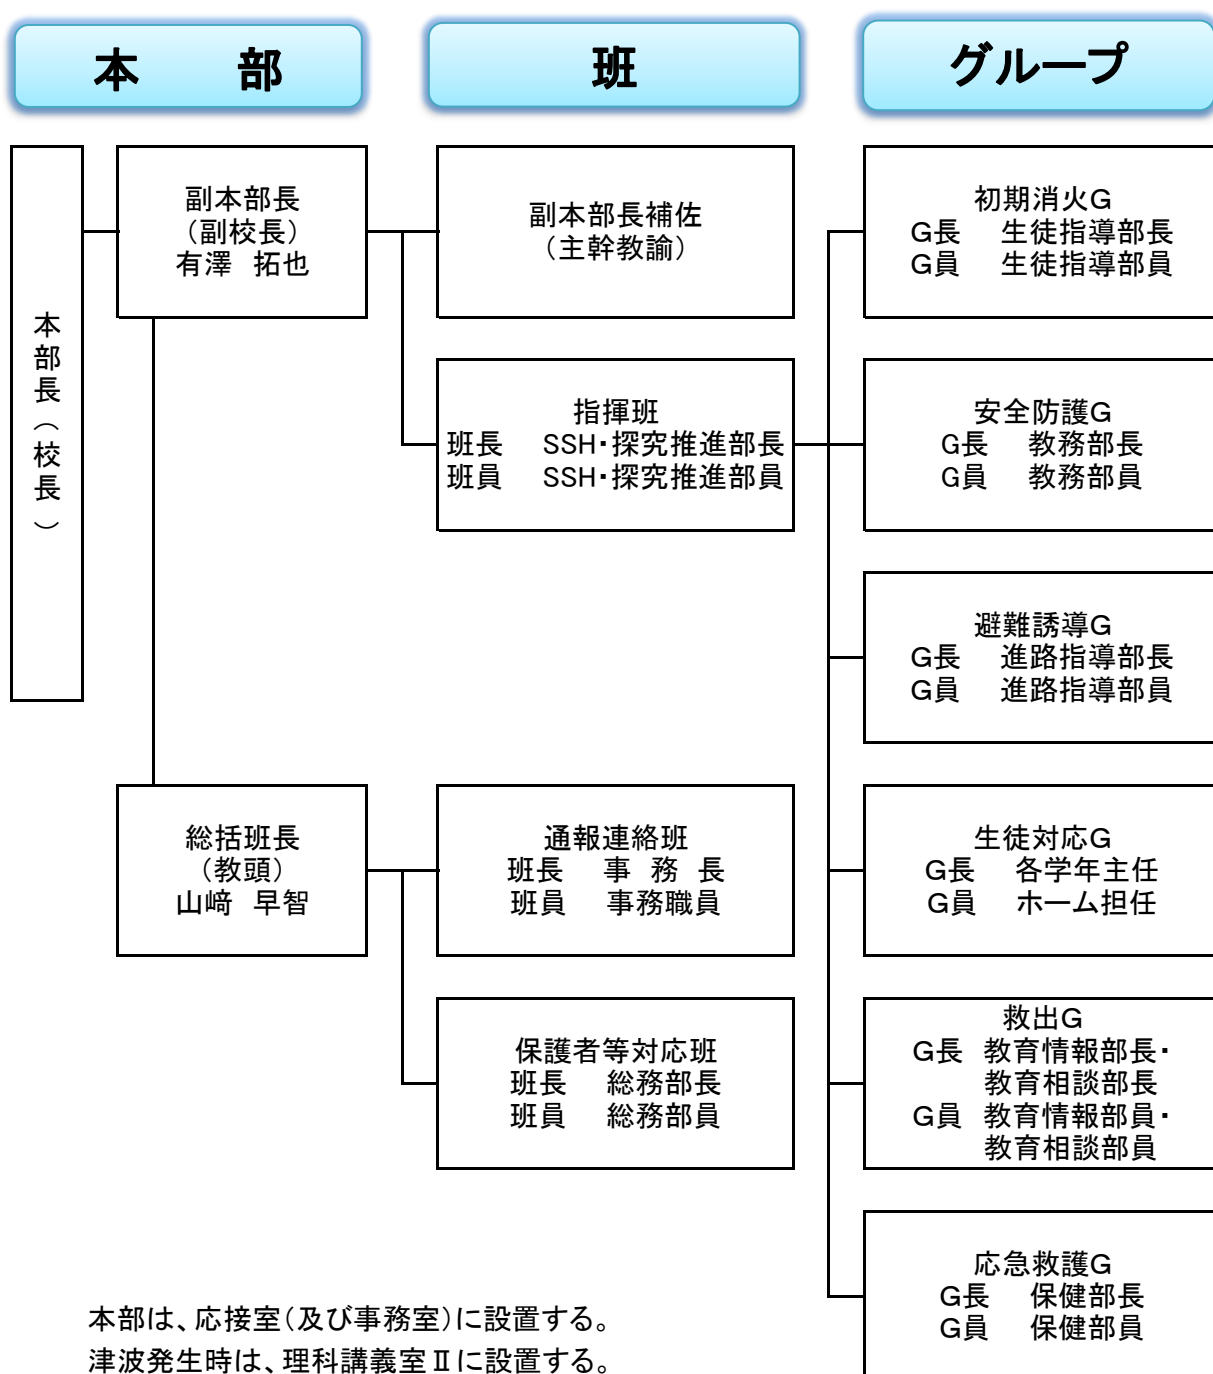 本　　部
班
グループ
本部長（校長）
副本部長
（副校長）
有澤　拓也
副本部長補佐
（主幹教諭）
指揮班
班長　SSH・探究推進部長
班員　SSH・探究推進部員
総括班長
（教頭）
山﨑　早智
通報連絡班
班長　事　務　長
班員　事務職員
保護者等対応班
班長　総務部長
班員　総務部員
初期消火G
G長　生徒指導部長
G員　生徒指導部員
安全防護G
G長　教務部長
G員　教務部員
避難誘導G
G長　進路指導部長
G員　進路指導部員
生徒対応G
G長　各学年主任
G員　ホーム担任
救出G
G長　教育情報部長・
教育相談部長
G員　教育情報部員・
教育相談部員
応急救護G
G長　保健部長
G員　保健部員
本部は、応接室（及び事務室）に設置する。
津波発生時は、理科講義室Ⅱに設置する。